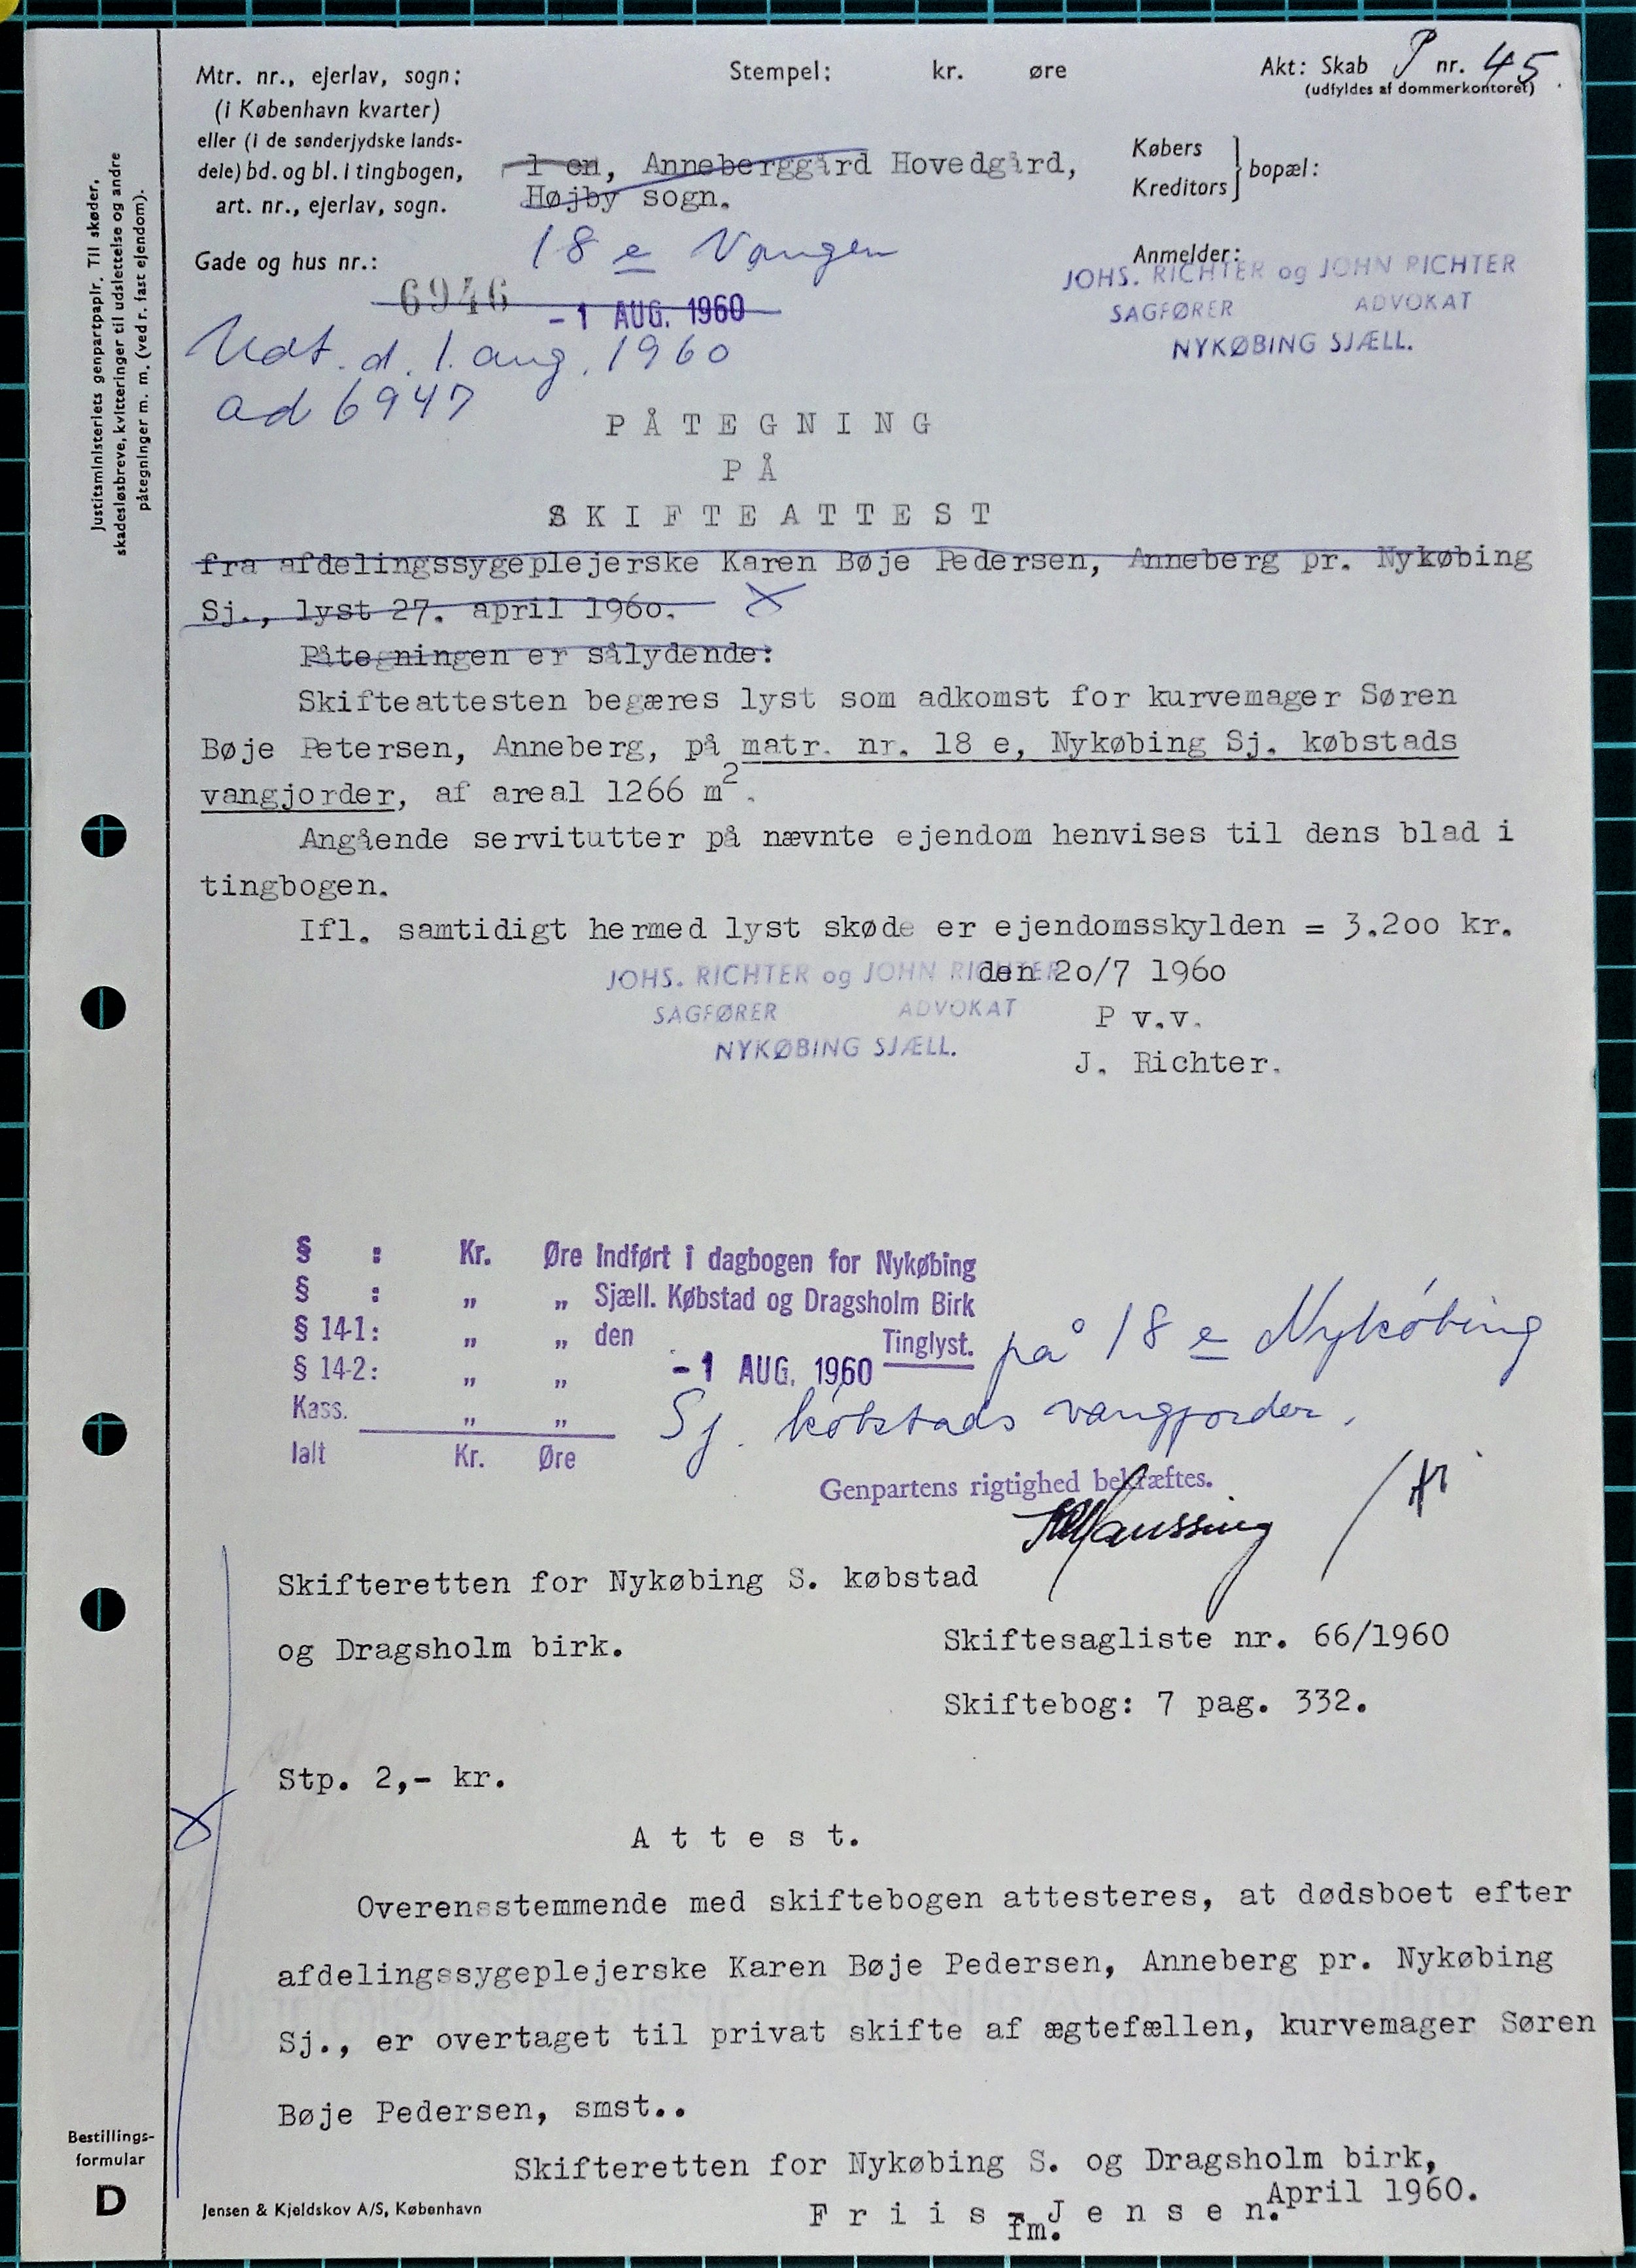 Mtr. nr., ejerlav, sogn:
(i København kvarter)
eller (i de sønderjydske lands-
dele) bd. og bl. i tingbogen,
art. nr., ejerlav, sogn.
Stempel: kr. øre
Akt: Skab P nr. 45
(udfyldes af dommerkontoret)
1 en, Anneberggård Hovedgård,
Højby sogn.
Købers
Kreditors
bopæl:
Gade og hus nr.:
18 e Vangen
Anmelder:
JOHS. RICHTER og JOHN RICHTER
SAGFØRER ADVOKAT
NYKØBING SJÆLL.
6946 - 1 AUG. 1960
Udst. d. 1. aug. 1960
ad 6947
Justitsministeriets genpartpapir. Til skøder,
skadesløsbreve, kvitteringer til udslettelse og andre
påtegninger m. m. (ved r. fast ejendom).
PÅTEGNING
PÅ
SKIFTEATTEST
fra afdelingssygeplejerske Karen Bøje Pedersen, Anneberg pr. Nykøbing
Sj., lyst 27. april 196o. x
Påtegningen er sålydende:
Skifteattesten begæres lyst som adkomst for kurvemager Søren
Bøje Petersen, Anneberg, på matr. nr. 18 e, Nykøbing Sj. købstads
vangjorder, af areal 1266 m2.
Angående servitutter på nævnte ejendom henvises til dens blad i
tingbogen.
Ifl. samtidigt hermed lyst skøde er ejendomsskylden = 3.2oo kr.
JOHS. RICHTER og JOHN RICHTER
den 2o/7 196o
SAGFØRER ADVOKAT
P v.v.
NYKØBING SJÆLL.
J. Richter.
§ : Kr. Øre Indført i dagbogen for Nykøbing
§ : „ „ Sjæll. Købstad og Dragsholm Birk
§ 14-1: „ „ den Tinglyst. på 18 e Nykøbing
§ 14-2: „ „ - 1 AUG. 1960
Kass. „ „ Sj. købstads vangjorder.
Ialt Kr. Øre
Genpartens rigtighed bekræftes.
Skifteretten for Nykøbing S. købstad
og Dragsholm birk.
Skiftesagliste nr. 66/1960
Skiftebog: 7 pag. 332.
Stp. 2,- kr.
x
Attest.
Overensstemmende med skiftebogen attesteres, at dødsboet efter
afdelingssygeplejerske Karen Bøje Pedersen, Anneberg pr. Nykøbing
Sj., er overtaget til privat skifte af ægtefællen, kurvemager Søren
Bøje Pedersen, smst..
Skifteretten for Nykøbing S. og Dragsholm birk,
April 1960.
Friis-Jensen.
fm.
Bestillings-
formular
D
Jensen & Kjeldskov A/S, København